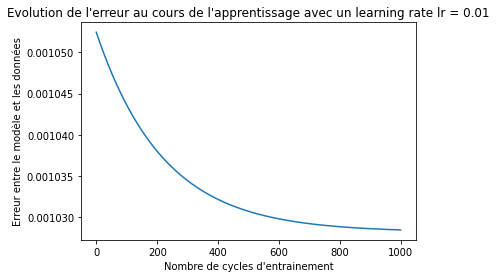 Evolution de l'erreur au cours de l'apprentissage avec un learning rate lr = 0.01
0.001050
0.001045
0.001040
0.001035
0.001030
Erreur entre le modèle et les données
0 200 400 600 800 1000
Nombre de cycles d'entrainement